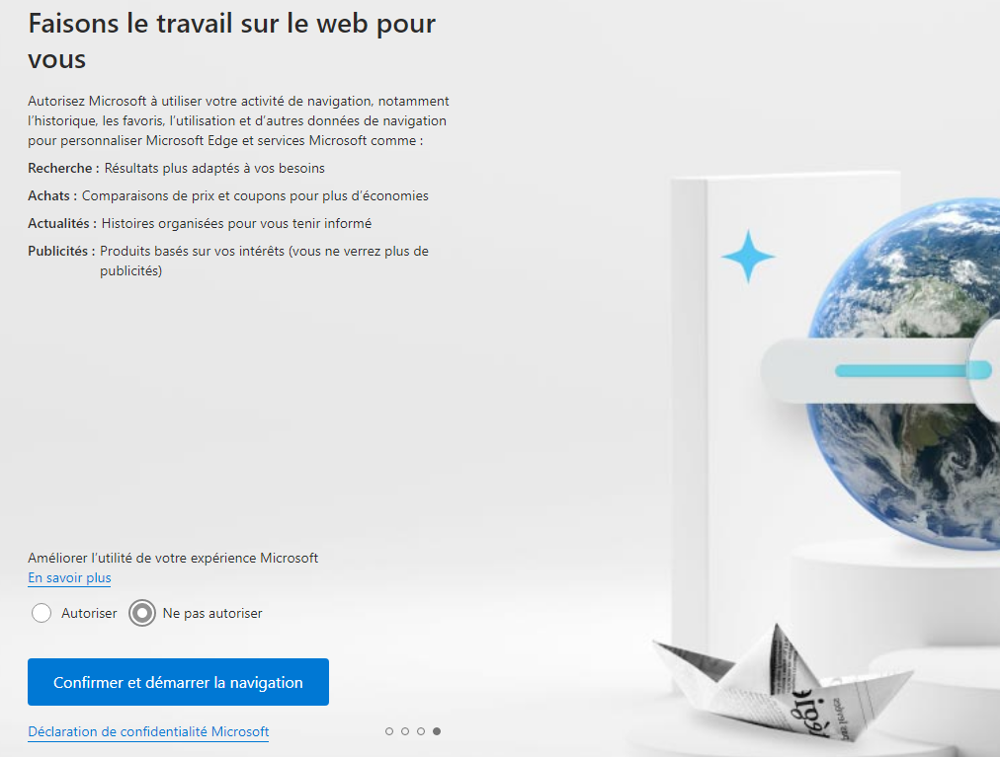 Faisons le travail sur le web pour
vous
Autorisez Microsoft à utiliser votre activité de navigation, notamment
l'historique, les favoris, l'utilisation et d'autres données de navigation
pour personnaliser Microsoft Edge et services Microsoft comme :
Recherche : Résultats plus adaptés à vos besoins
Achats : Comparaisons de prix et coupons pour plus d'économies
Actualités : Histoires organisées pour vous tenir informé
Publicités : Produits basés sur vos intérêts (vous ne verrez plus de
publicités)
Améliorer l'utilité de votre expérience Microsoft
En savoir plus
Autoriser
Ne pas autoriser
Confirmer et démarrer la navigation
Déclaration de confidentialité Microsoft